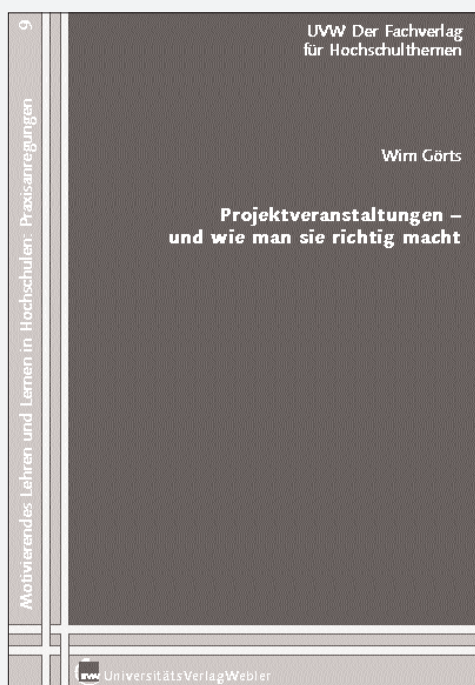 UVW Der Fachverlag
für Hochschulthemen
Wim Görts
Projektveranstaltungen –
und wie man sie richtig macht
Motivierendes Lehren und Lernen in Hochschulen: Praxisanregungen 9
UVW UniversitätsVerlagWebler